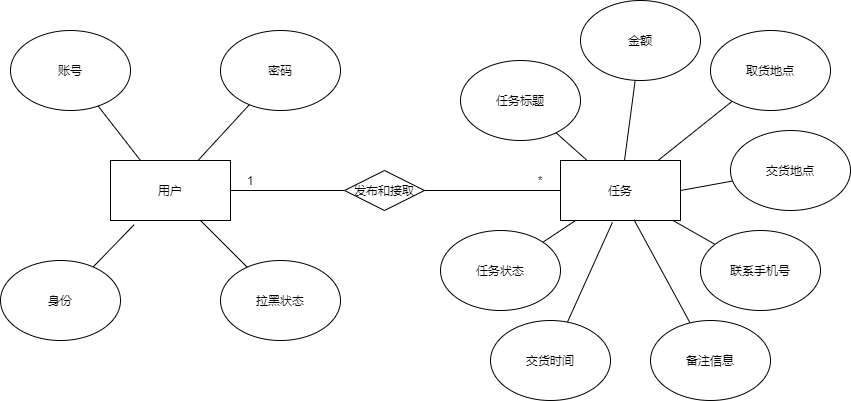 金额
账号
密码
取货地点
任务标题
交货地点
用户
1
发布和接取
*
任务
任务状态
联系手机号
身份
拉黑状态
交货时间
备注信息